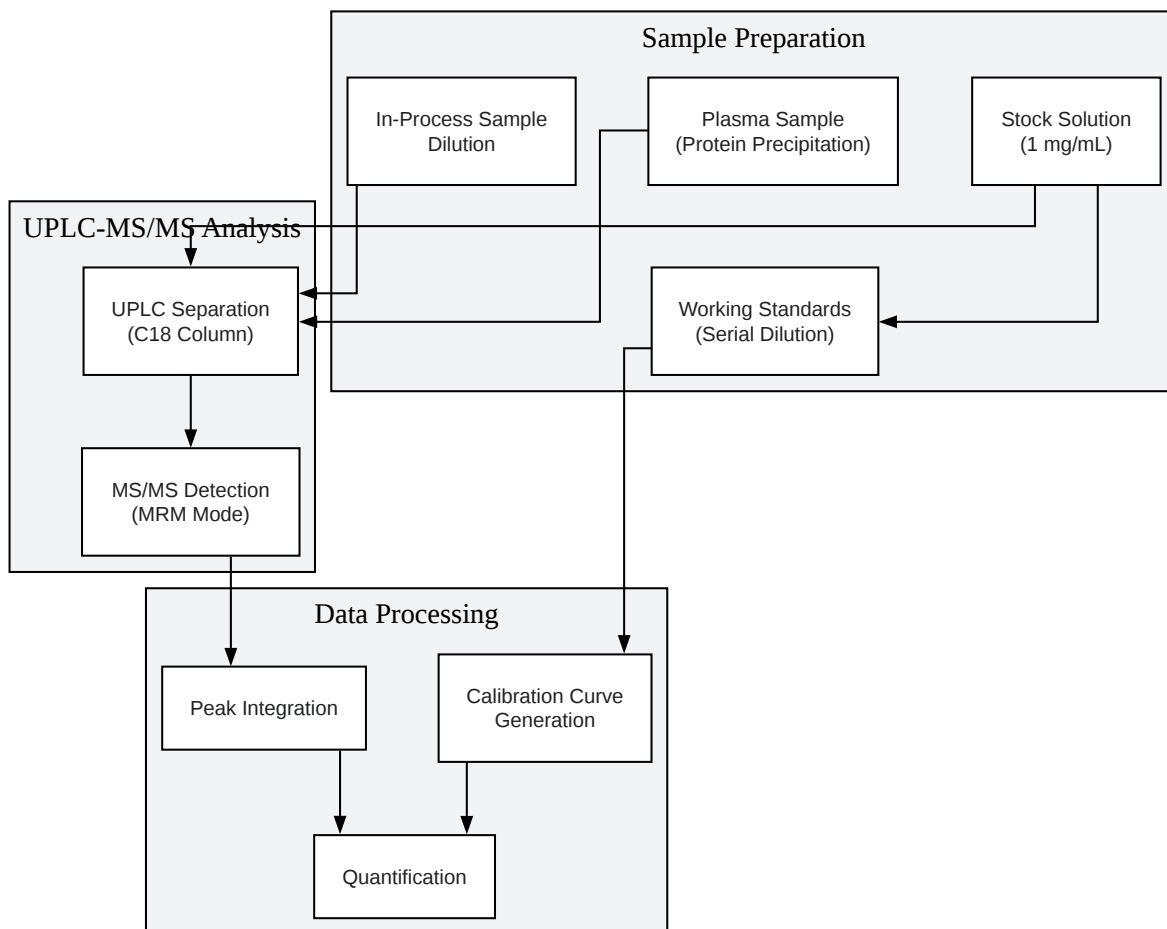 Sample Preparation
In-Process Sample
Dilution
Plasma Sample
(Protein Precipitation)
Stock Solution
(1 mg/mL)
UPLC-MS/MS Analysis
UPLC Separation
(C18 Column)
Working Standards
(Serial Dilution)
MS/MS Detection
(MRM Mode)
Data Processing
Peak Integration
Calibration Curve
Generation
Quantification